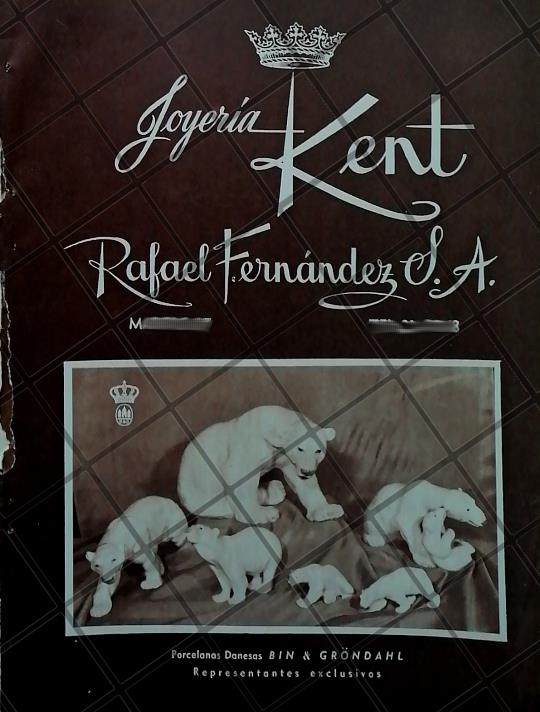 Joyería Kent
Rafael Fernández S. A.
Porcelanas Danesas BIN & GRÖNDAHL
Representantes exclusivos